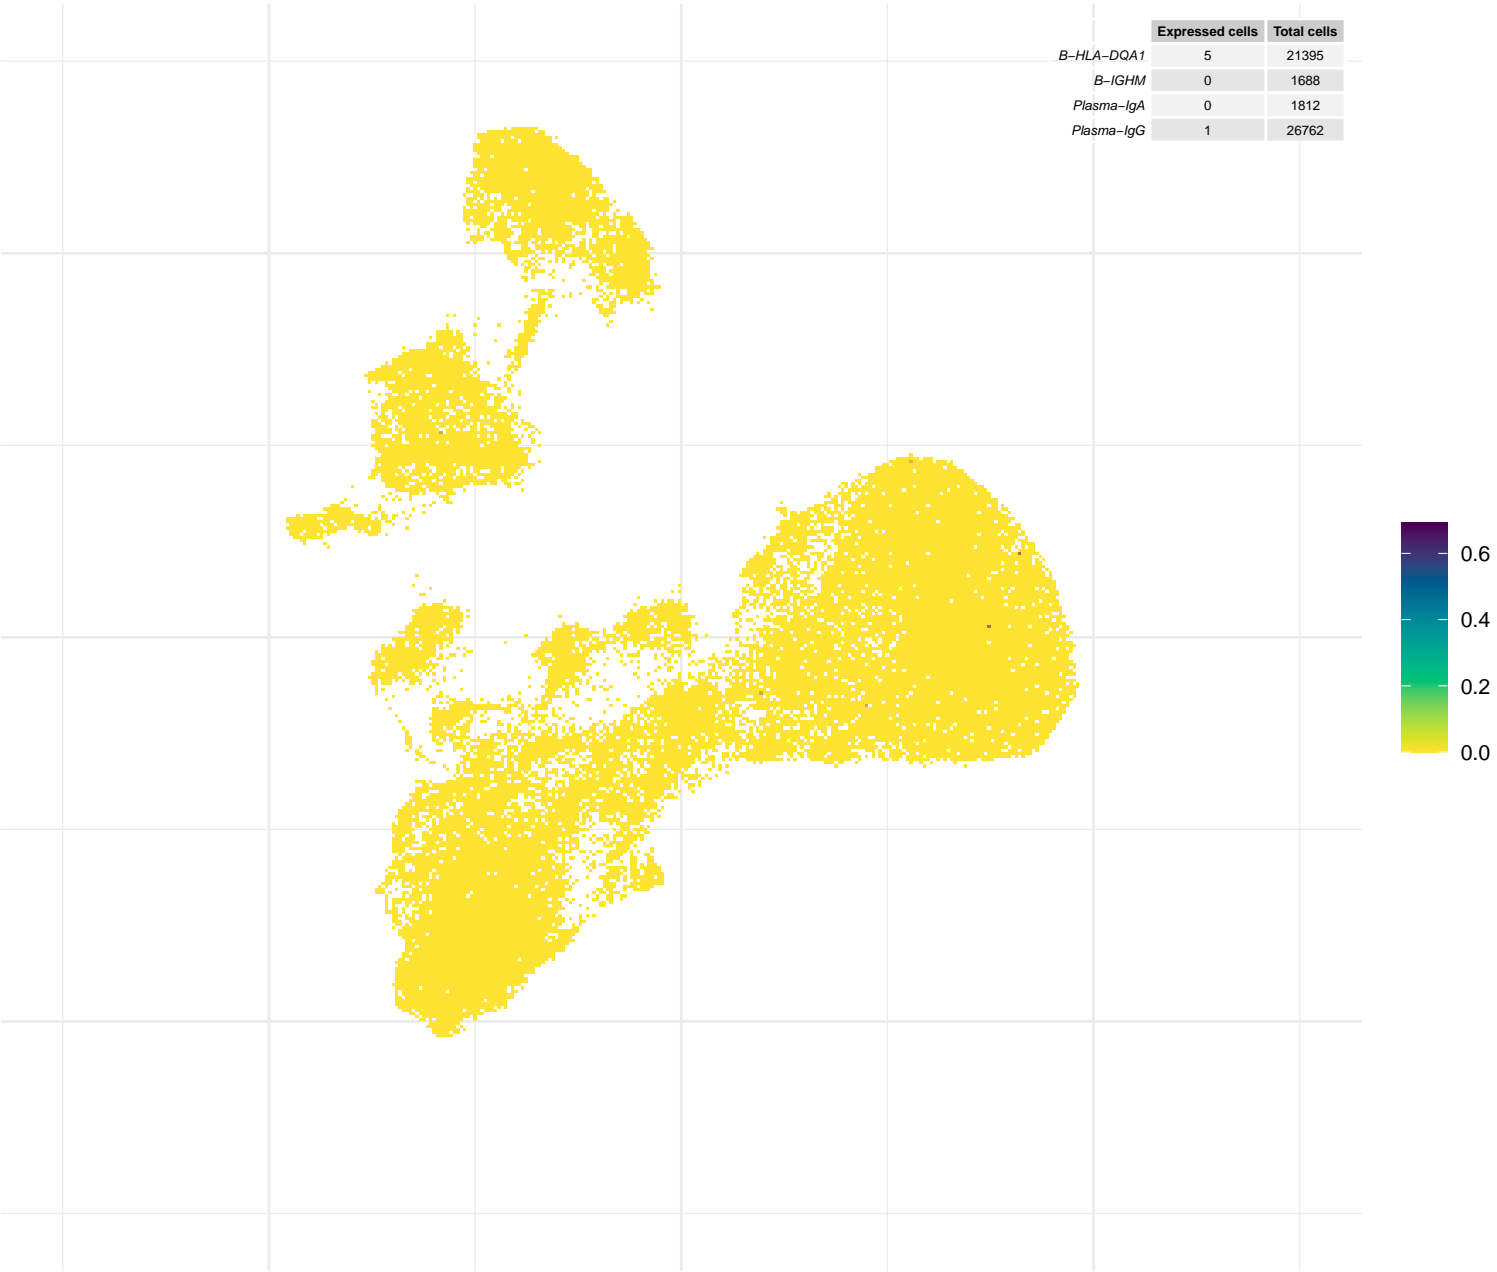 Expressed cells Total cells
B−HLA−DQA1 5 21395
B−IGHM 0 1688
Plasma−IgA 0 1812
Plasma−IgG 1 26762
0.6
0.4
0.2
0.0